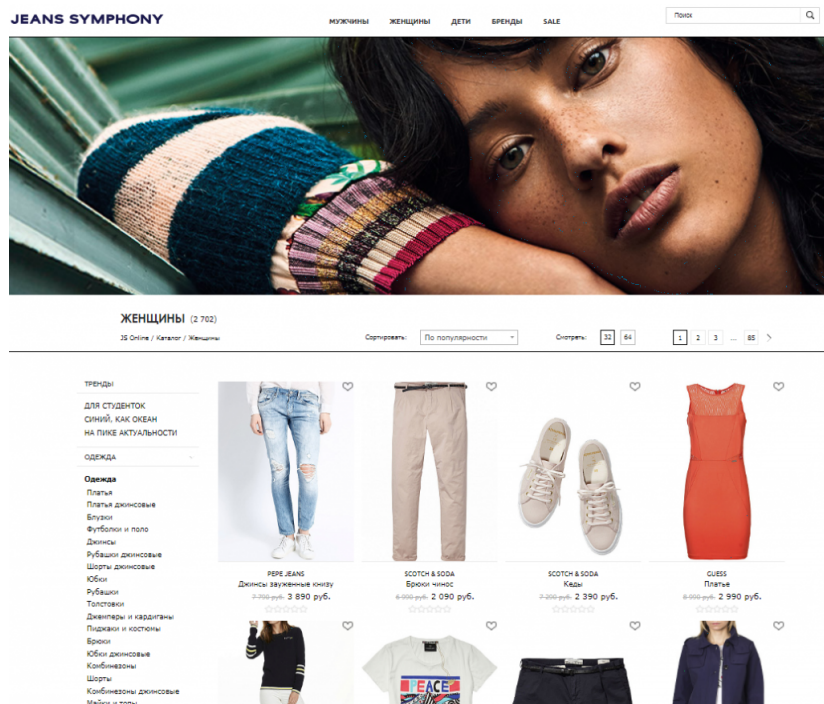 JEANS SYMPHONY
МУЖЧИНЫ ЖЕНЩИНЫ ДЕТИ БРЕНДЫ SALE
Поиск
ЖЕНЩИНЫ (2 702)
JS Online / Каталог / Женщины
Сортировать: По популярности
Смотреть: 32 64
1 2 3 ... 85
ТРЕНДЫ
ДЛЯ СТУДЕНТОК
СИНИЙ, КАК ОКЕАН
НА ПИКЕ АКТУАЛЬНОСТИ
ОДЕЖДА
Одежда
Платья
Платья джинсовые
Блузки
Футболки и поло
Джинсы
Рубашки джинсовые
Шорты джинсовые
Юбки
Рубашки
Толстовки
Джемперы и кардиганы
Пиджаки и костюмы
Брюки
Юбки джинсовые
Комбинезоны
Шорты
Комбинезоны джинсовые
Майки и топы
PEPE JEANS
Джинсы зауженные книзу
7 790 руб. 3 890 руб.
SCOTCH & SODA
Брюки чинос
6 990 руб. 2 090 руб.
SCOTCH & SODA
Кеды
7 290 руб. 2 390 руб.
GUESS
Платье
8 990 руб. 2 990 руб.
PEACE